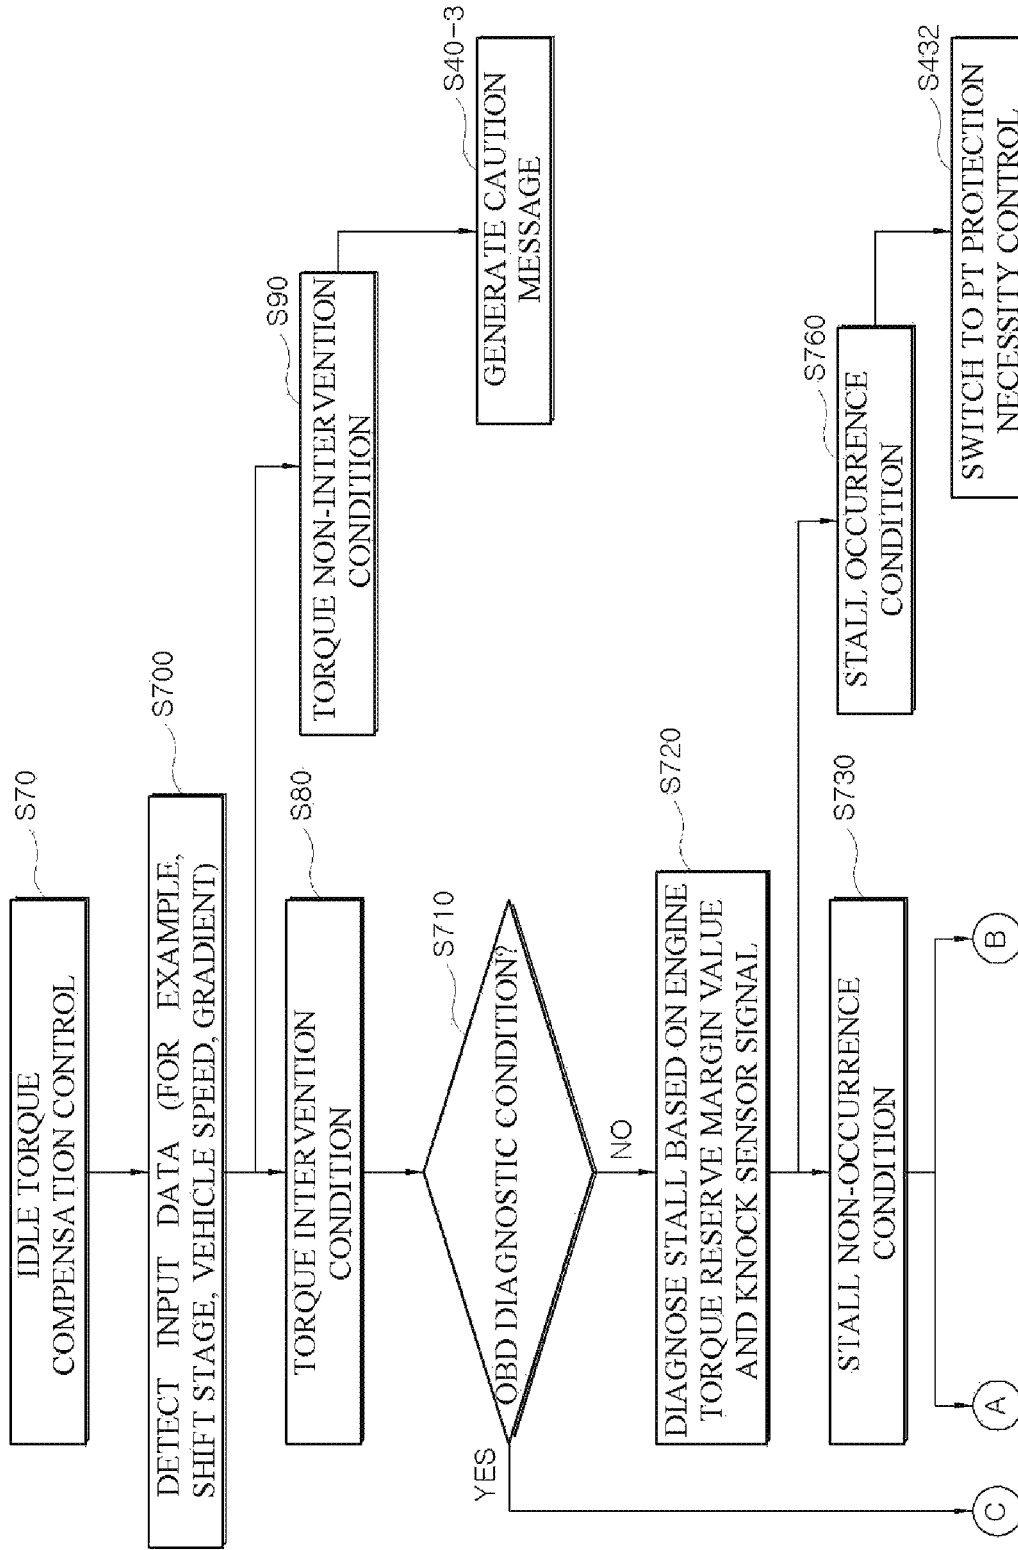 IDLE TORQUE
COMPENSATION CONTROL
S70
DETECT INPUT DATA (FOR EXAMPLE,
SHIFT STAGE, VEHICLE SPEED, GRADIENT)
S700
TORQUE INTERVENTION
CONDITION
S80
TORQUE NON-INTERVENTION
CONDITION
S90
GENERATE CAUTION
MESSAGE
S40-3
OBD DIAGNOSTIC CONDITION?
S710
YES
NO
DIAGNOSE STALL BASED ON ENGINE
TORQUE RESERVE MARGIN VALUE
AND KNOCK SENSOR SIGNAL
S720
STALL NON-OCCURRENCE
CONDITION
S730
STALL OCCURRENCE
CONDITION
S760
SWITCH TO PT PROTECTION
NECESSITY CONTROL
S432
C
A
B